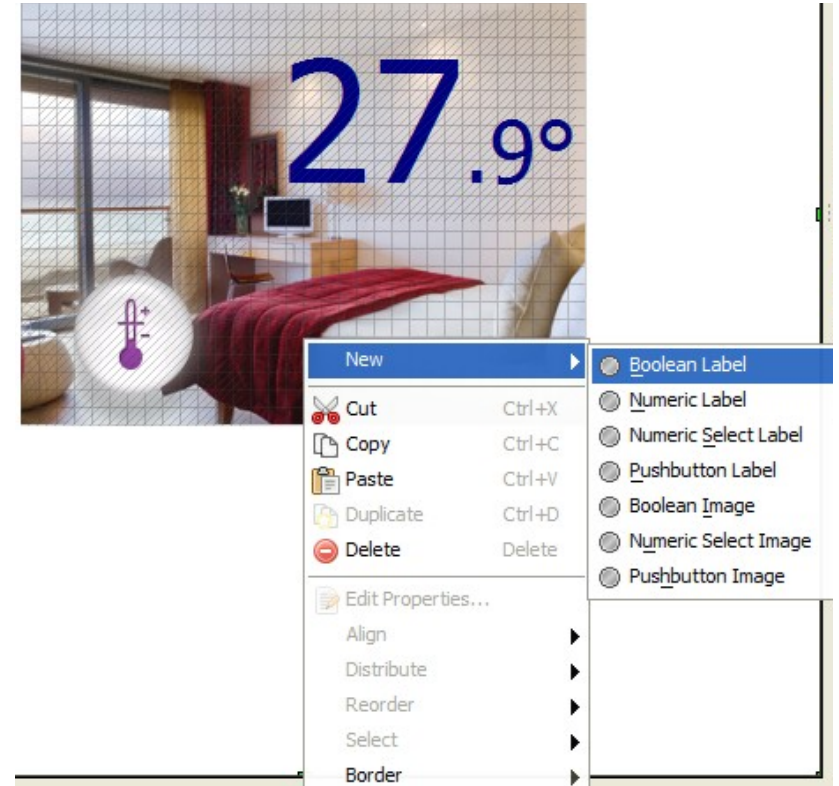 27.9°
New
Cut Ctrl+X
Copy Ctrl+C
Paste Ctrl+V
Duplicate Ctrl+D
Delete Delete
Edit Properties...
Align
Distribute
Reorder
Select
Border
Boolean Label
Numeric Label
Numeric Select Label
Pushbutton Label
Boolean Image
Numeric Select Image
Pushbutton Image